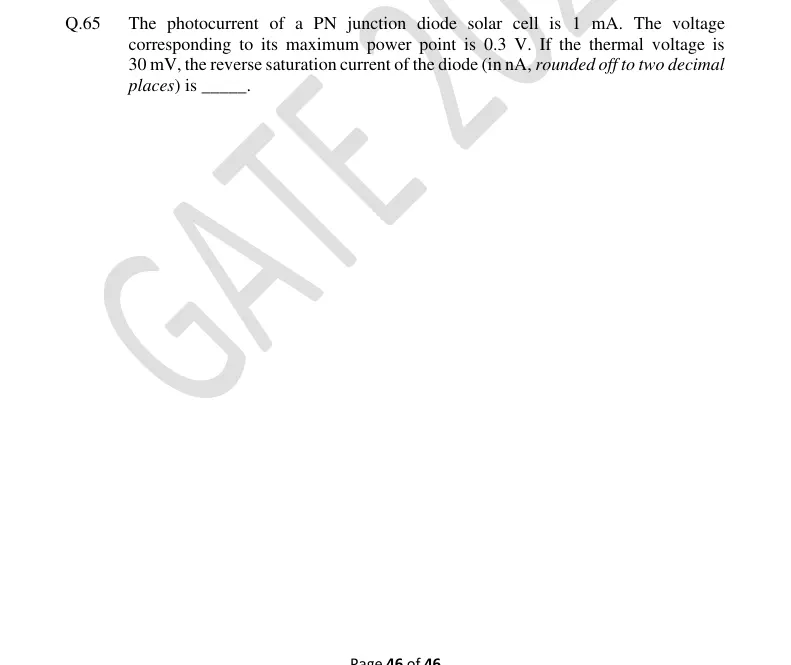 Q.65 The photocurrent of a PN junction diode solar cell is 1 mA. The voltage
corresponding to its maximum power point is 0.3 V. If the thermal voltage is
30 mV, the reverse saturation current of the diode (in nA, rounded off to two decimal
places) is _____.
GATE 202
Page 46 of 46